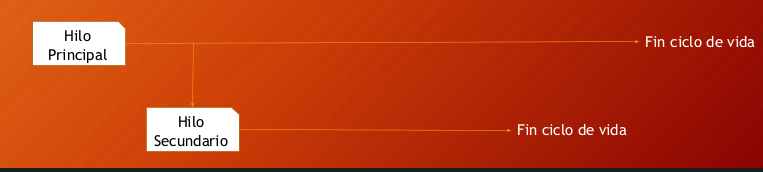 Hilo
Principal
Fin ciclo de vida
Hilo
Secundario
Fin ciclo de vida